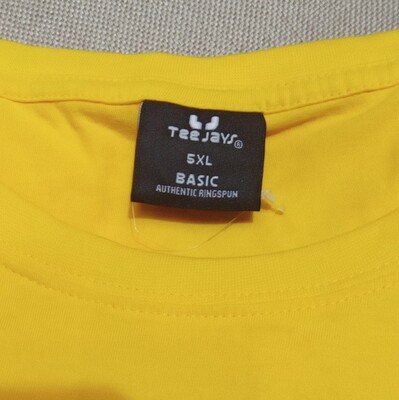 TEEJAYS®
5XL
BASIC
AUTHENTIC RINGSPUN